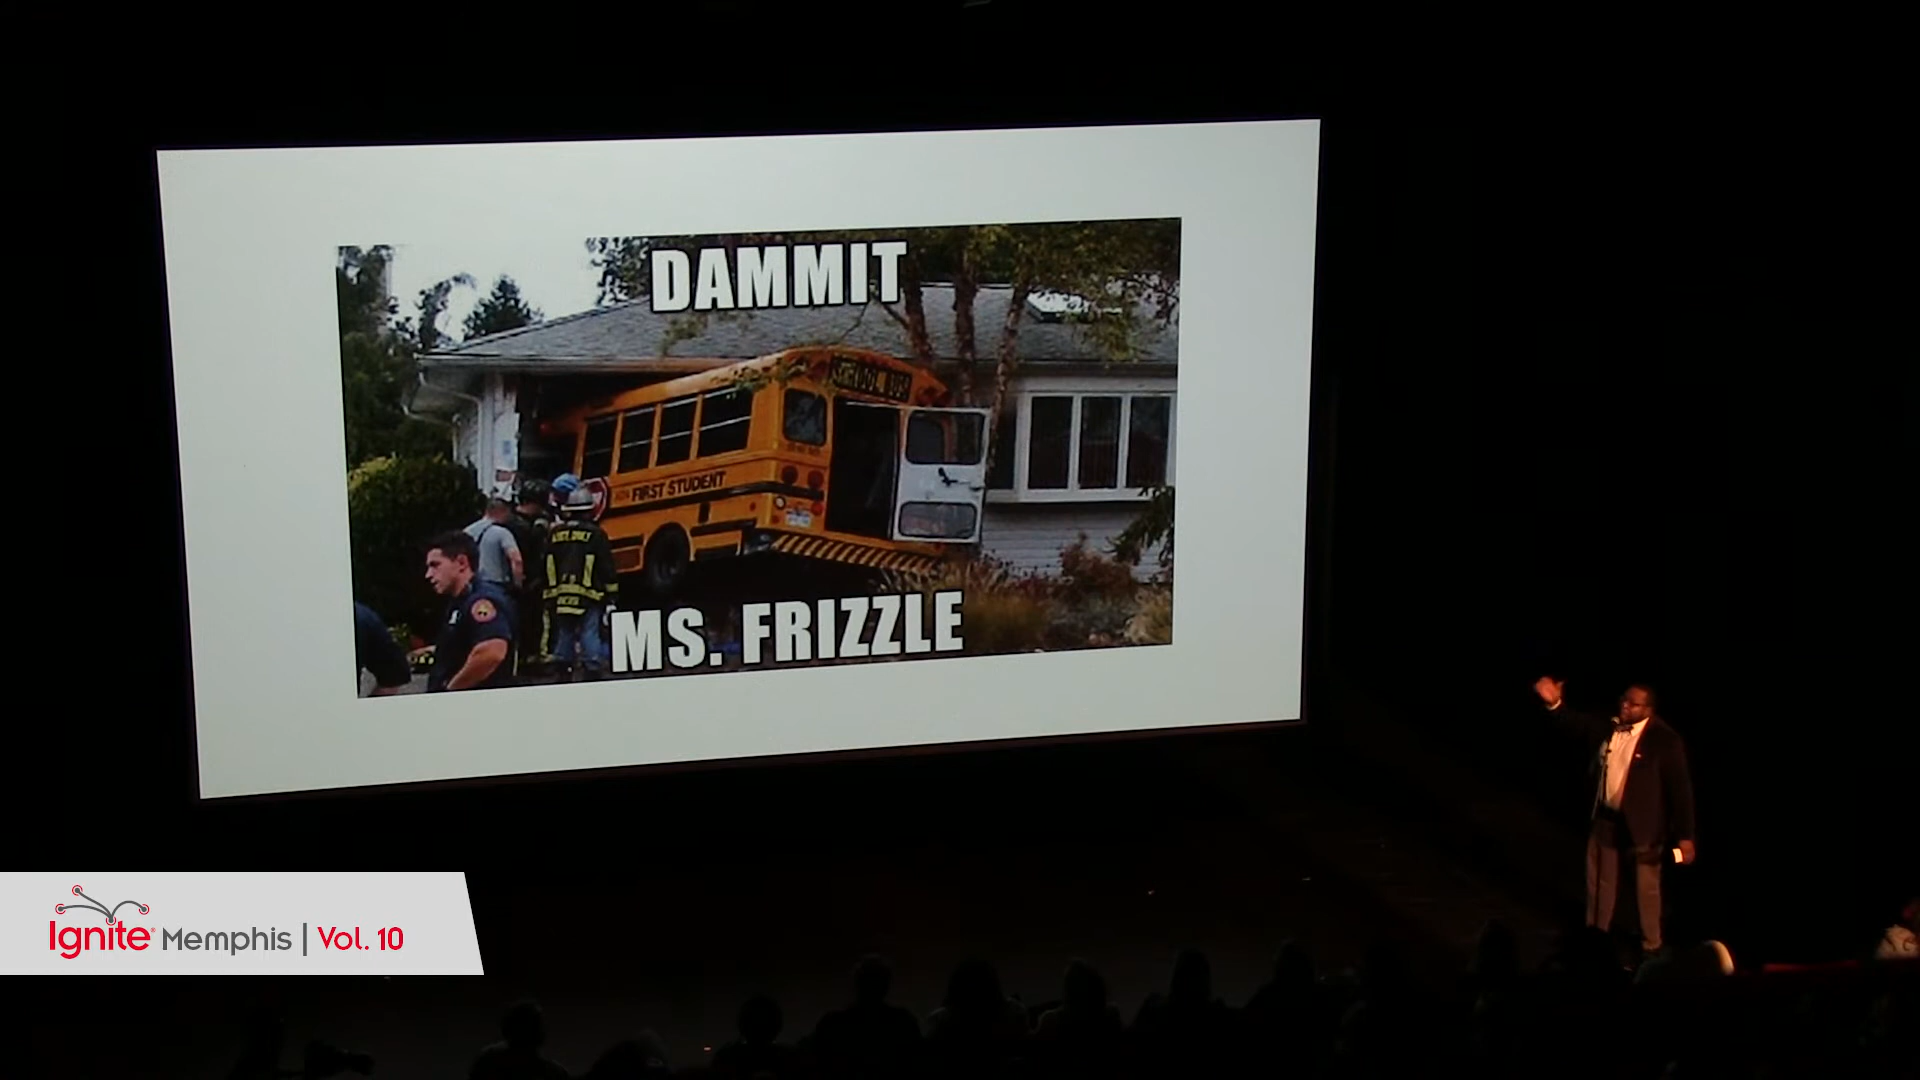 DAMMIT
SCHOOL BUS
FIRST STUDENT
MS. FRIZZLE
Ignite Memphis | Vol. 10